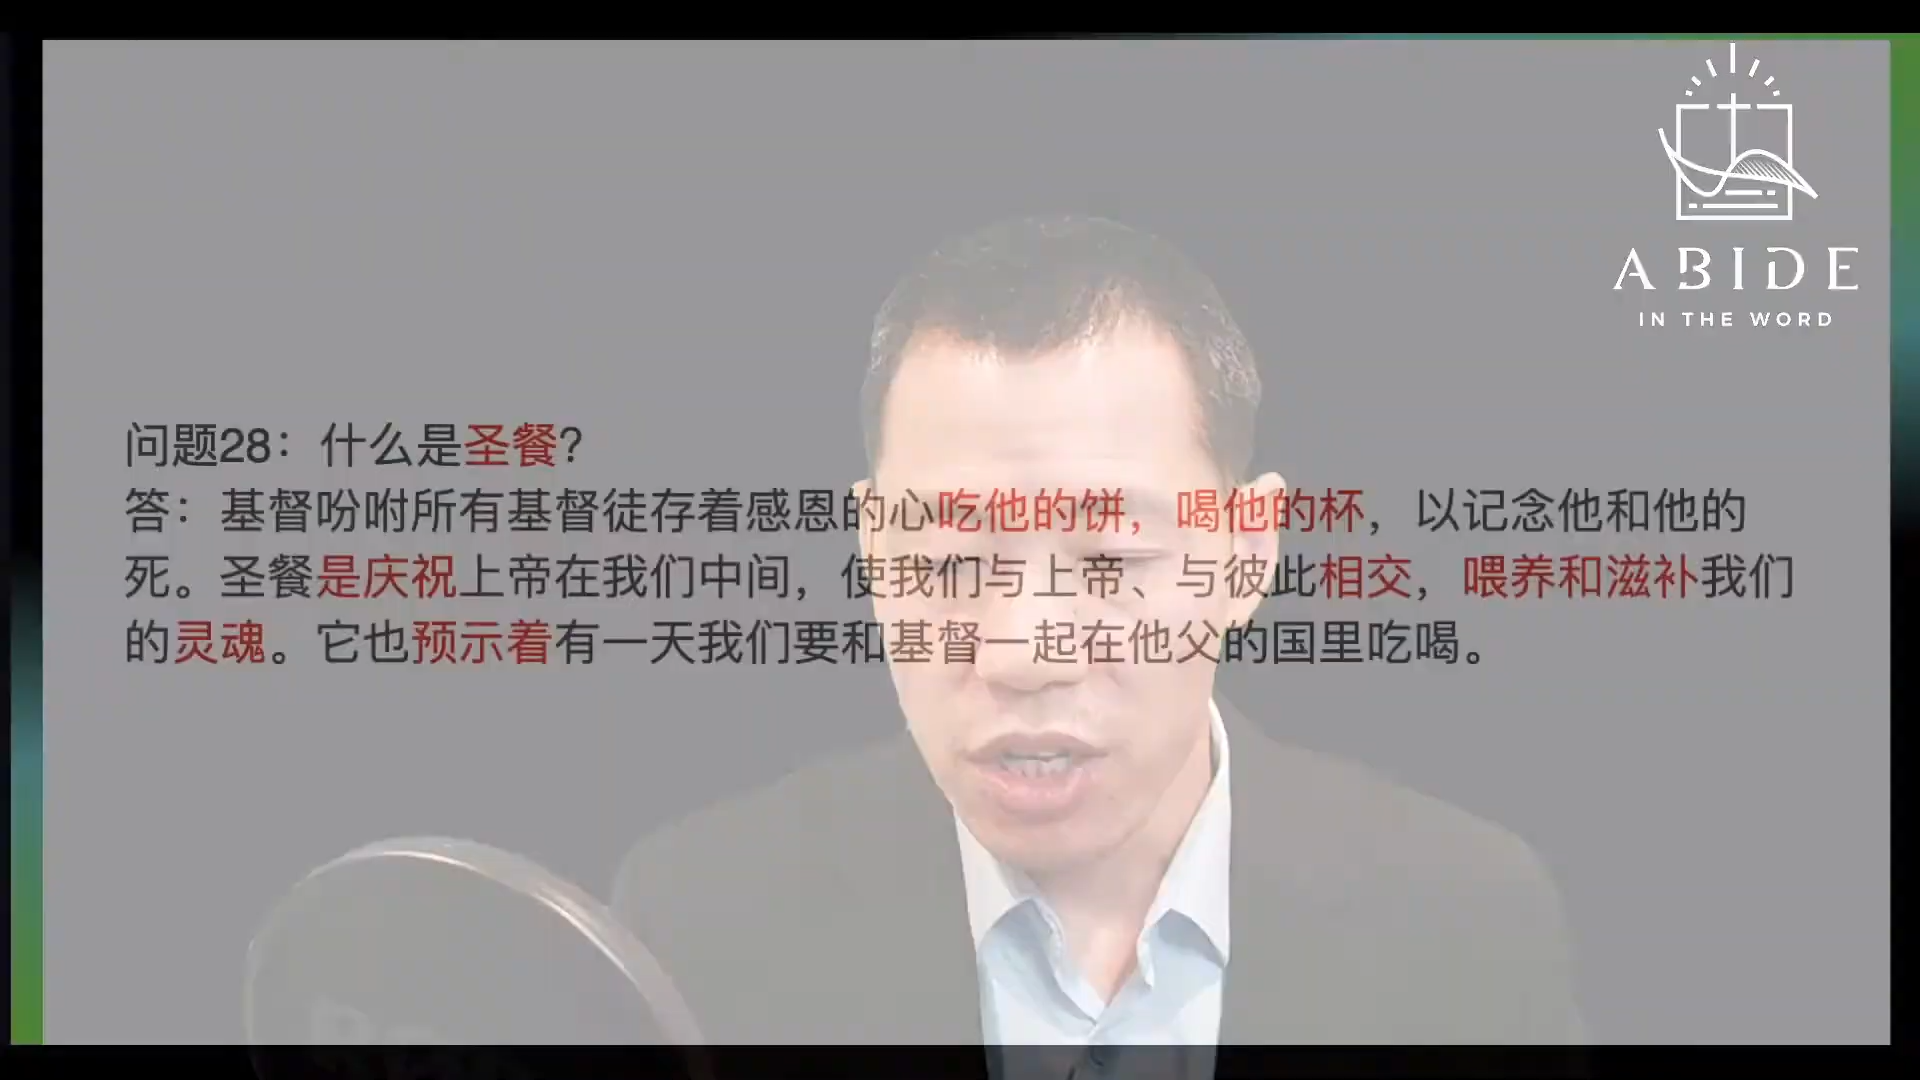 ABIDE
IN THE WORD
问题28：什么是圣餐？
答：基督吩咐所有基督徒存着感恩的心吃他的饼，喝他的杯，以记念他和他的
死。圣餐是庆祝上帝在我们中间，使我们与上帝、与彼此相交，喂养和滋补我们
的灵魂。它也预示着有一天我们要和基督一起在他父的国里吃喝。